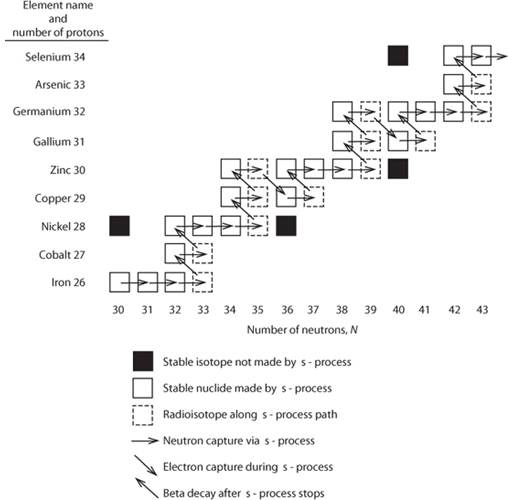 Element name
and
number of protons
Selenium 34
Arsenic 33
Germanium 32
Gallium 31
Zinc 30
Copper 29
Nickel 28
Cobalt 27
Iron 26
30 31 32 33 34 35 36 37 38 39 40 41 42 43
Number of neutrons, N
Stable isotope not made by s - process
Stable nuclide made by s - process
Radioisotope along s - process path
Neutron capture via s - process
Electron capture during s - process
Beta decay after s - process stops